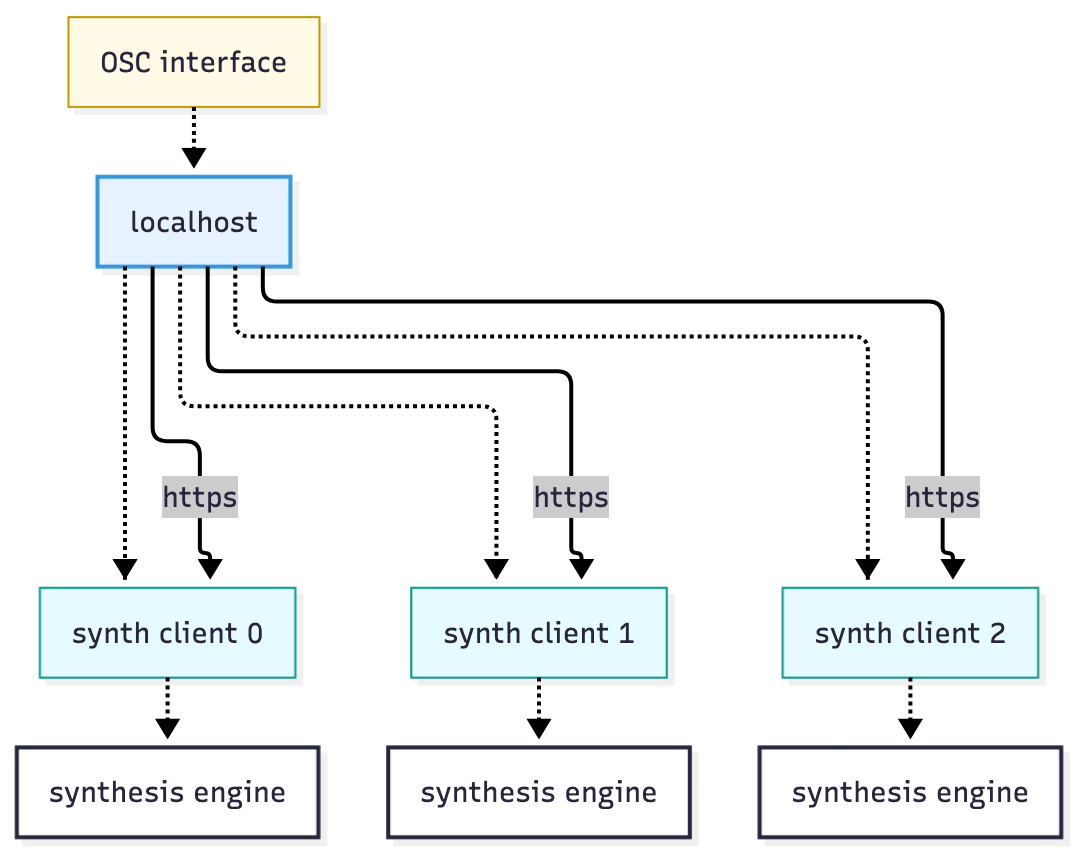 OSC interface
localhost
https
https
https
synth client 0
synth client 1
synth client 2
synthesis engine
synthesis engine
synthesis engine